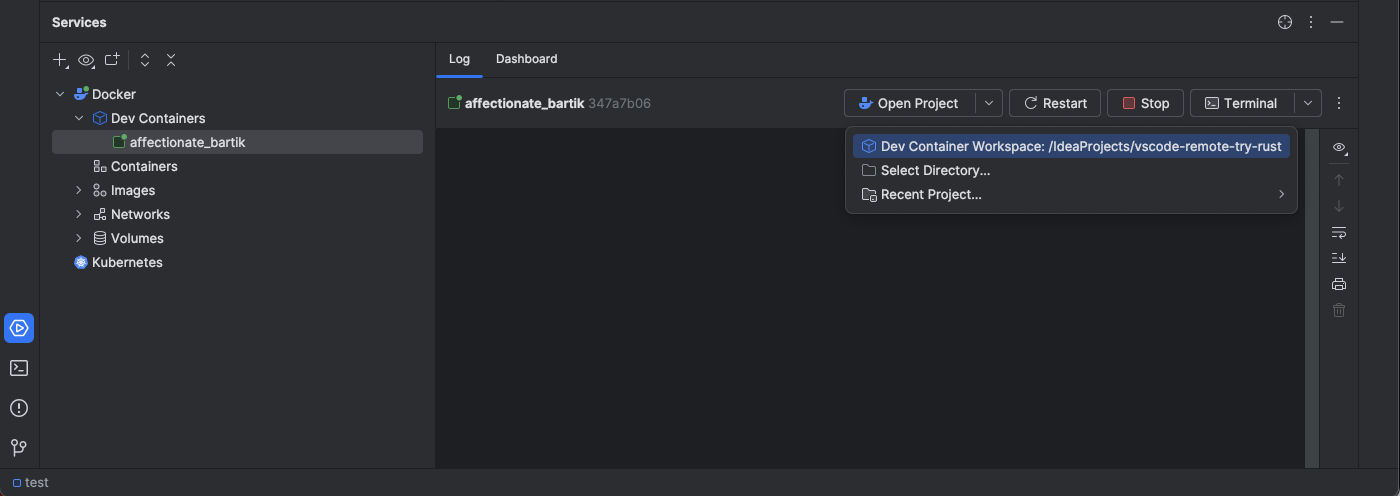 Services
Log Dashboard
Docker
affectionate_bartik 347a7b06 Open Project Restart Stop Terminal
Dev Containers
affectionate_bartik
Dev Container Workspace: /IdeaProjects/vscode-remote-try-rust
Containers
Select Directory...
Images
Recent Project...
Networks
Volumes
Kubernetes
test